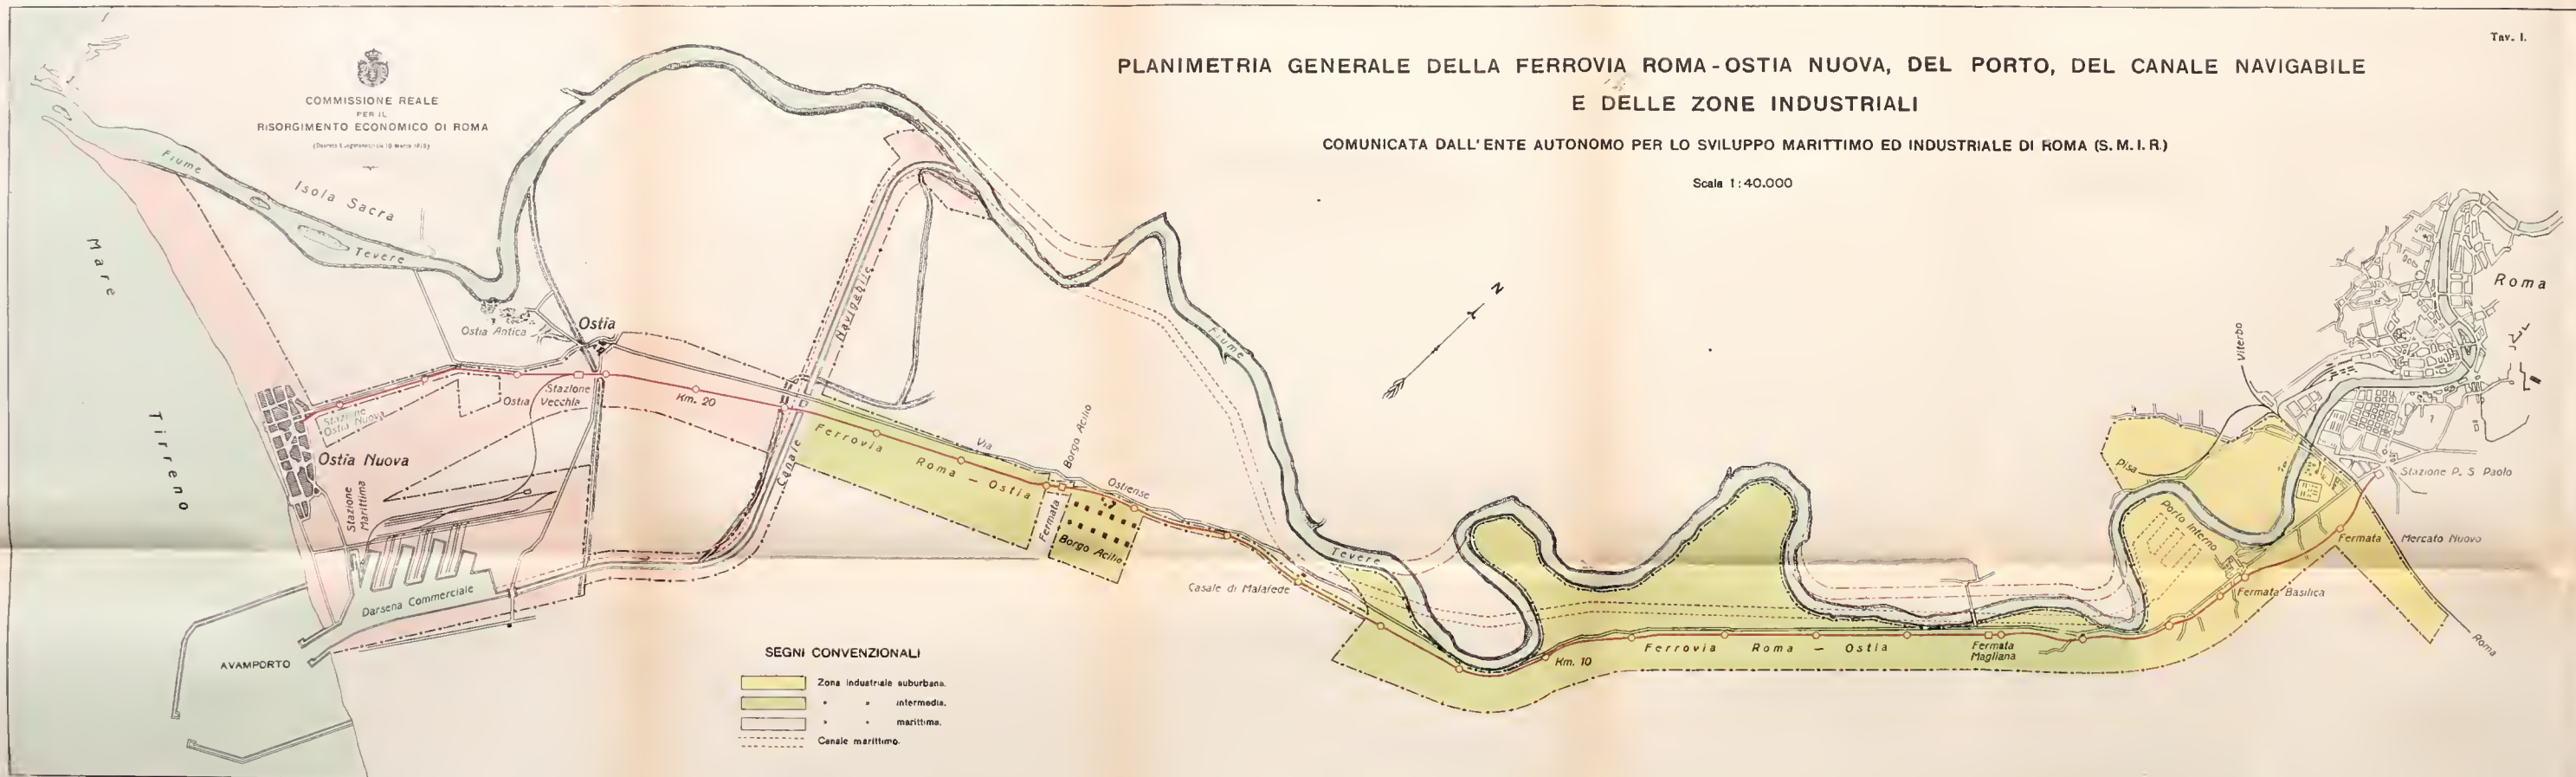 Tav. I.
PLANIMETRIA GENERALE DELLA FERROVIA ROMA-OSTIA NUOVA, DEL PORTO, DEL CANALE NAVIGABILE
E DELLE ZONE INDUSTRIALI
COMUNICATA DALL'ENTE AUTONOMO PER LO SVILUPPO MARITTIMO ED INDUSTRIALE DI ROMA (S.M.I.R.)
Scala 1:40.000
COMMISSIONE REALE
PER IL
RISORGIMENTO ECONOMICO DI ROMA
Fiume
Isola Sacra
Tevere
Mare
Tirreno
Ostia Antica
Ostia
Stazione
Ostia Nuova
Ostia Nuova
Stazione
Ostia Vecchia
Km. 20
Stazione
Marittima
Darsena Commerciale
AVAMPORTO
Canale
Navigabile
Ferrovia Roma - Ostia
Via
Ostiense
Borgo Acilio
Fermata
Borgo Acilio
Casale di Malafede
N
Fiume
Tevere
Km. 10
Ferrovia Roma - Ostia
Fermata
Magliana
Viterbo
Roma
Pisa
Porto Interno
Stazione P. S Paolo
Fermata Mercato Nuovo
Fermata Basilica
Roma
SEGNI CONVENZIONALI
Zona industriale suburbana.
" " intermedia.
" " marittima.
Canale marittimo.